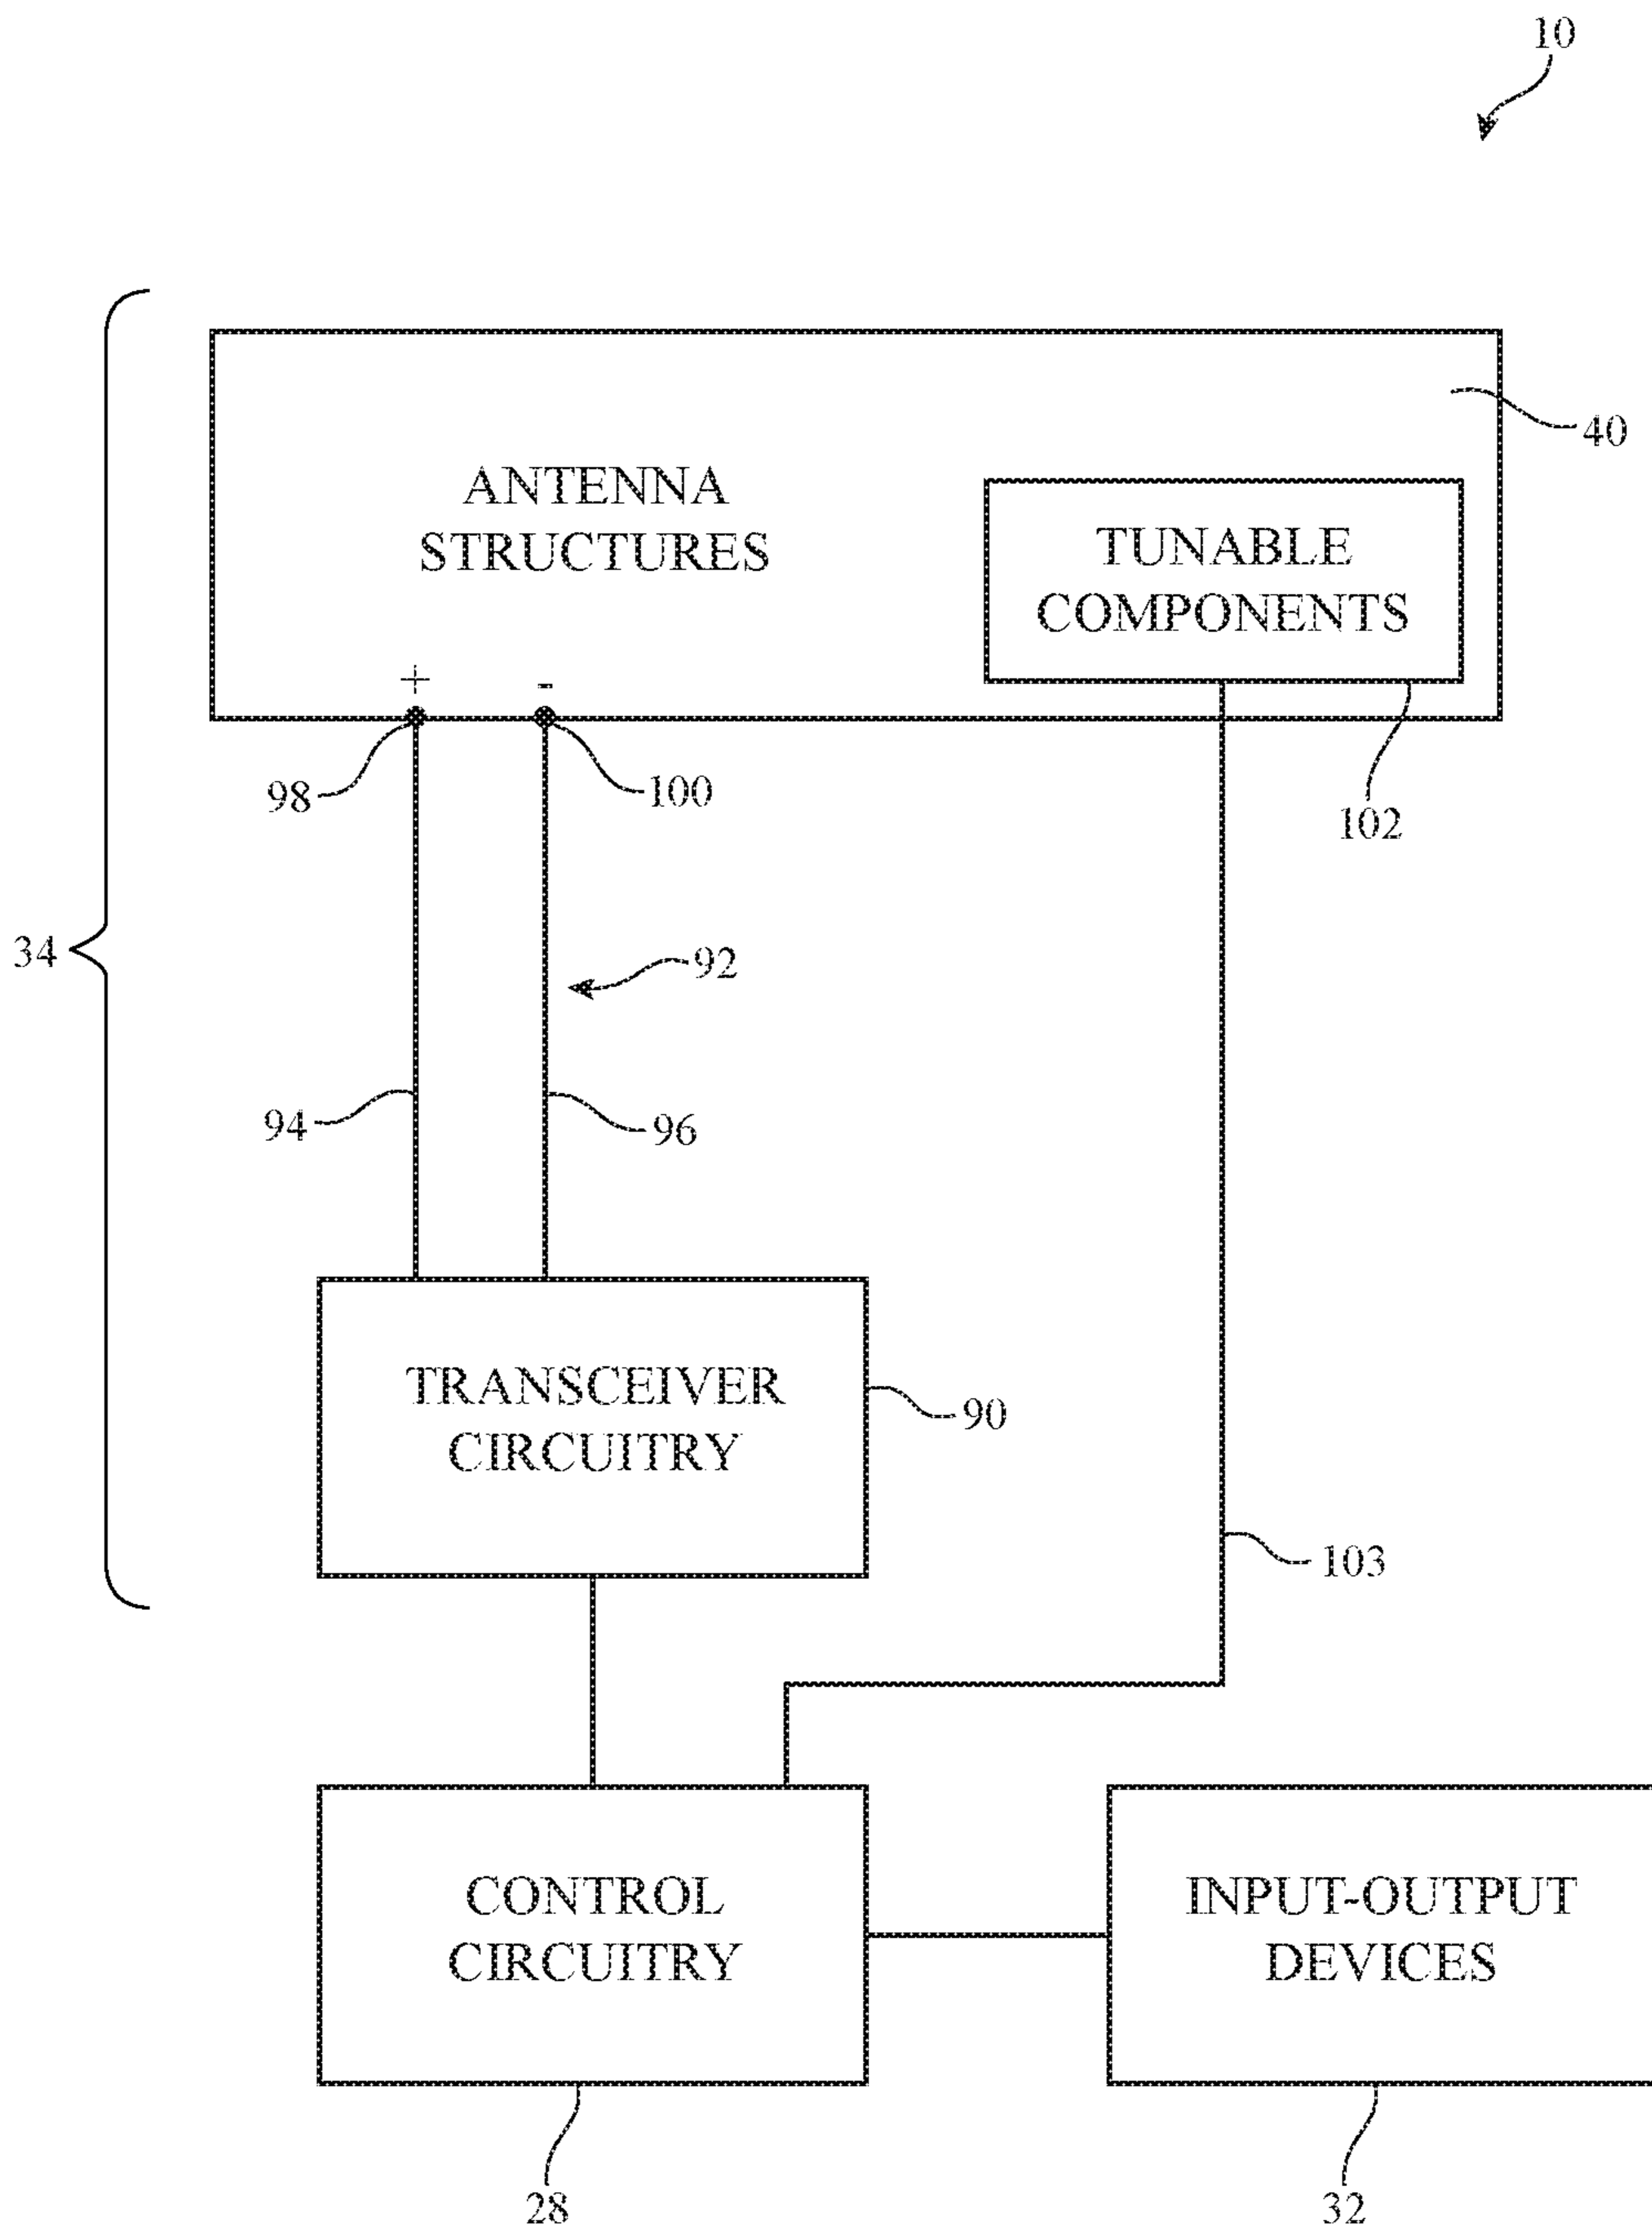 10
40
ANTENNA
STRUCTURES
TUNABLE
COMPONENTS
+
-
98
100
102
34
92
94
96
TRANSCEIVER
CIRCUITRY
90
103
CONTROL
CIRCUITRY
INPUT-OUTPUT
DEVICES
28
32